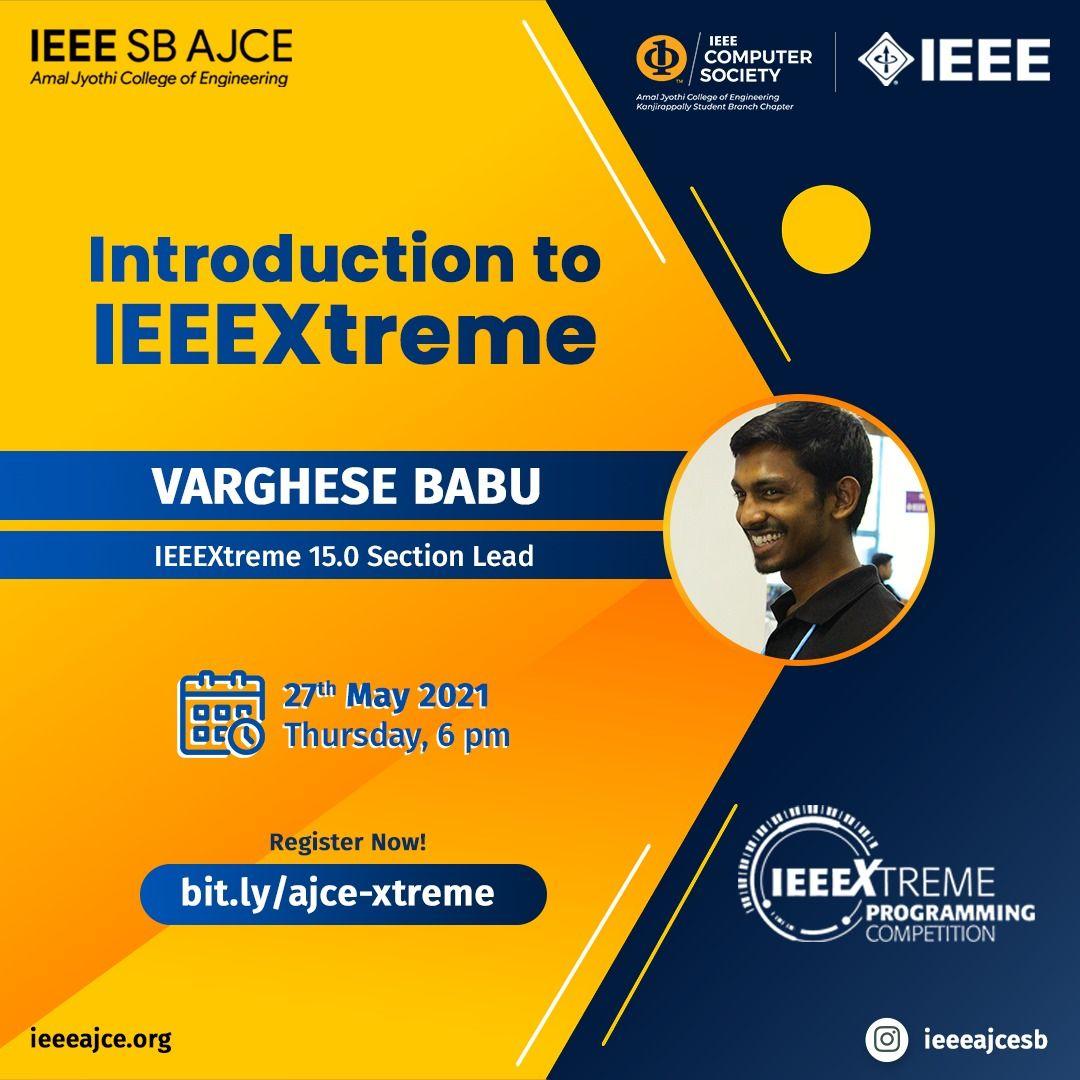 IEEE SB AJCE
Amal Jyothi College of Engineering
IEEE
COMPUTER
SOCIETY
TM
Amal Jyothi College of Engineering
Kanjirappally Student Branch Chapter
IEEE
Introduction to
IEEEXtreme
VARGHESE BABU
IEEEXtreme 15.0 Section Lead
27th May 2021
Thursday, 6 pm
Register Now!
bit.ly/ajce-xtreme
IEEEXTREME
PROGRAMMING
COMPETITION
ieeeajce.org
ieeeajcesb